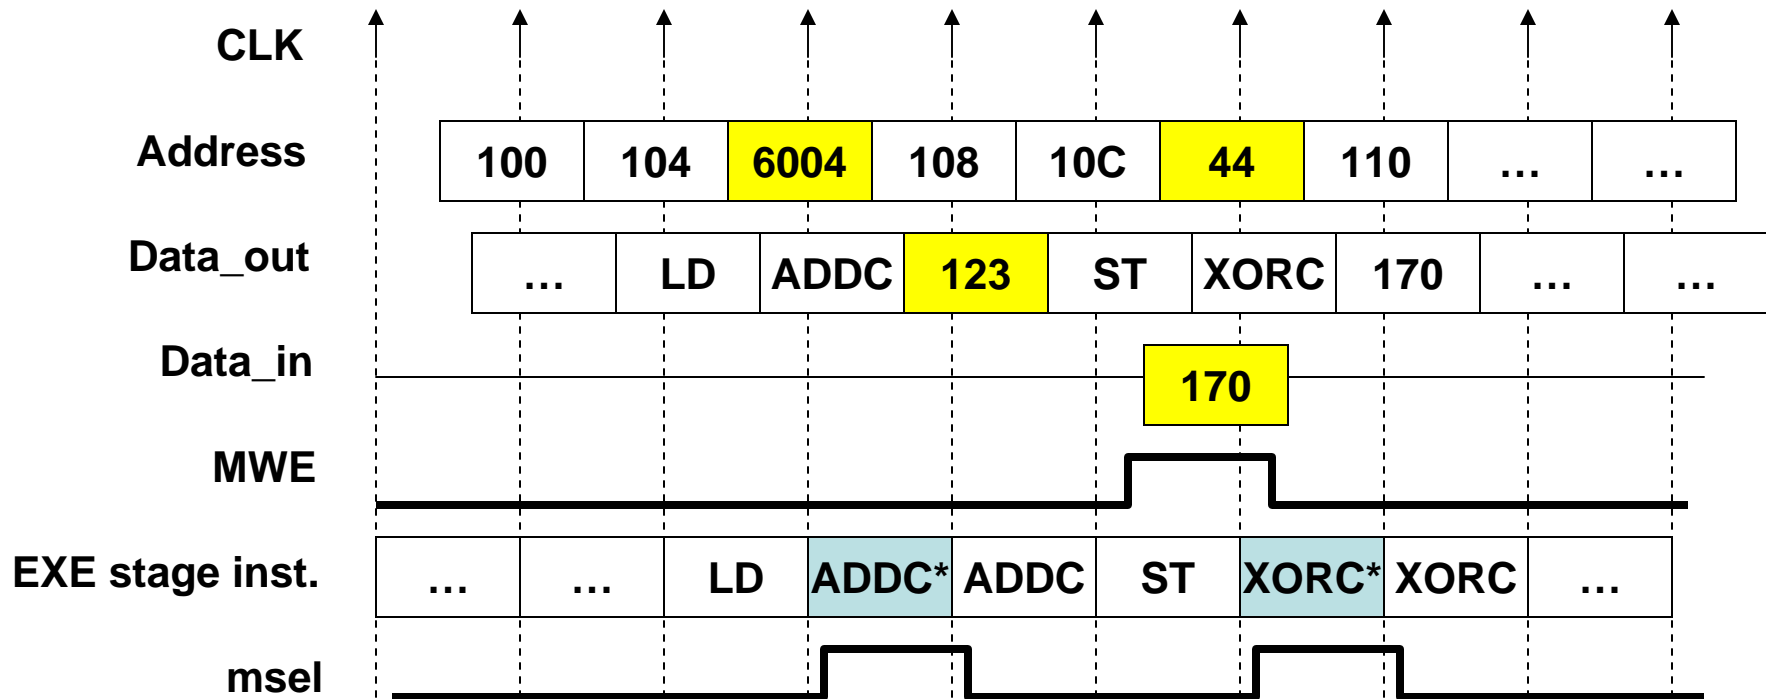 CLK
Address 100 104 6004 108 10C 44 110 ... ...
Data_out ... LD ADDC 123 ST XORC 170 ... ...
Data_in 170
MWE
EXE stage inst. ... ... LD ADDC* ADDC ST XORC* XORC ...
msel